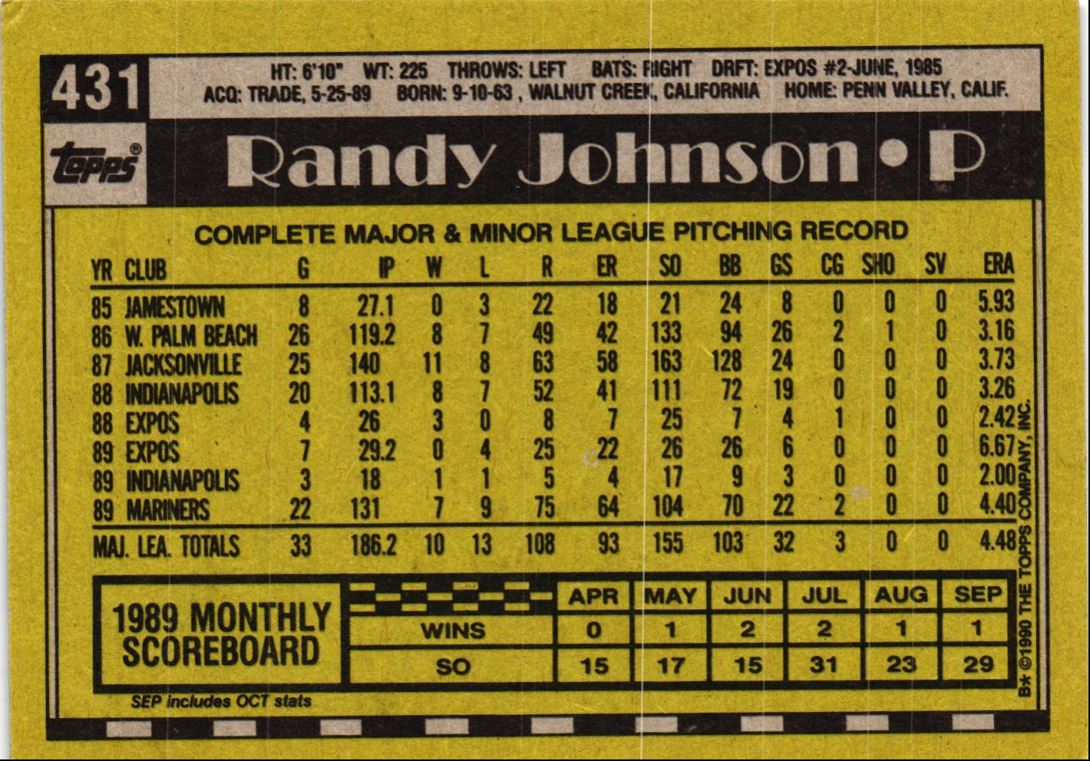 431
HT: 6'10" WT: 225 THROWS: LEFT BATS: RIGHT DRFT: EXPOS #2-JUNE, 1985
ACQ: TRADE, 5-25-89 BORN: 9-10-63 , WALNUT CREEK, CALIFORNIA HOME: PENN VALLEY, CALIF.
topps®
Randy Johnson • P
COMPLETE MAJOR & MINOR LEAGUE PITCHING RECORD
YR CLUB G IP W L R ER SO BB GS CG SHO SV ERA
85 JAMESTOWN 8 27.1 0 3 22 18 21 24 8 0 0 0 5.93
86 W. PALM BEACH 26 119.2 8 7 49 42 133 94 26 2 1 0 3.16
87 JACKSONVILLE 25 140 11 8 63 58 163 128 24 0 0 0 3.73
88 INDIANAPOLIS 20 113.1 8 7 52 41 111 72 19 0 0 0 3.26
88 EXPOS 4 26 3 0 8 7 25 7 4 1 0 0 2.42
89 EXPOS 7 29.2 0 4 25 22 26 26 6 0 0 0 6.67
89 INDIANAPOLIS 3 18 1 1 5 4 17 9 3 0 0 0 2.00
89 MARINERS 22 131 7 9 75 64 104 70 22 2 0 0 4.40
MAJ. LEA. TOTALS 33 186.2 10 13 108 93 155 103 32 3 0 0 4.48
1989 MONTHLY
SCOREBOARD
APR MAY JUN JUL AUG SEP
WINS 0 1 2 2 1 1
SO 15 17 15 31 23 29
SEP includes OCT stats
B* ©1990 THE TOPPS COMPANY, INC.